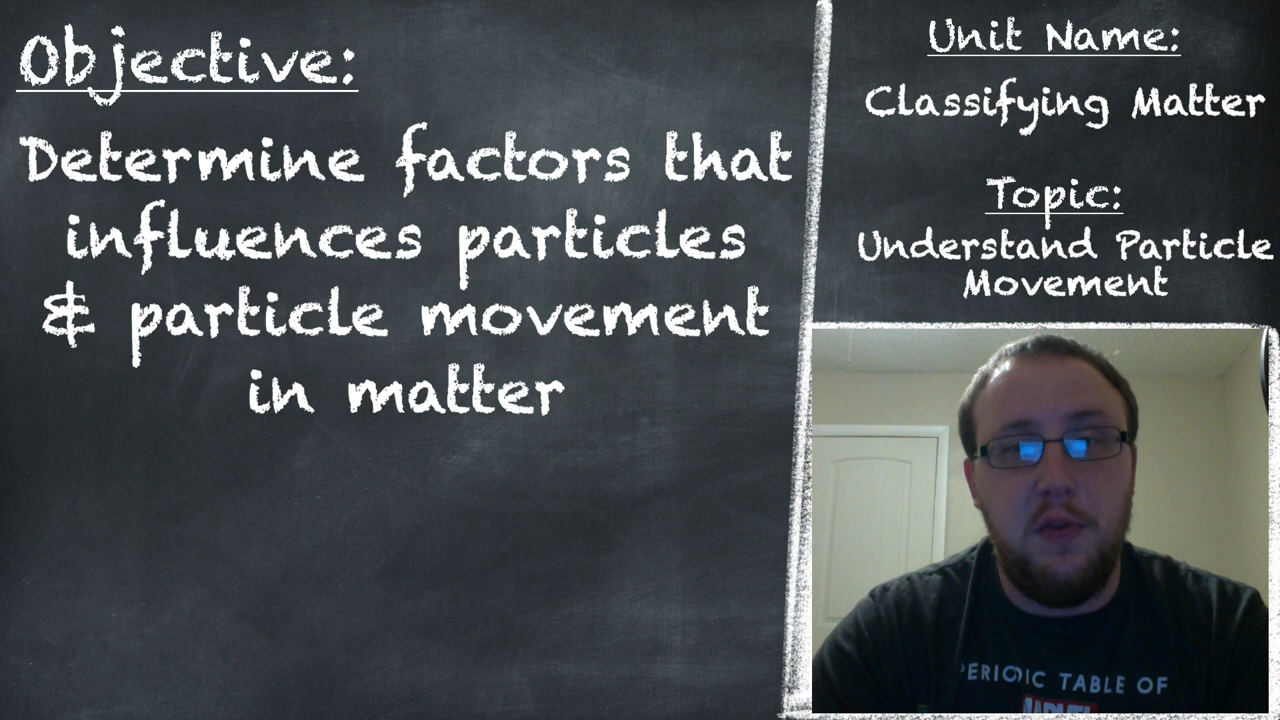 Objective:
Determine factors that
influences particles
& particle movement
in matter
Unit Name:
Classifying Matter
Topic:
Understand Particle
Movement
PERIODIC TABLE OF
MARVEL